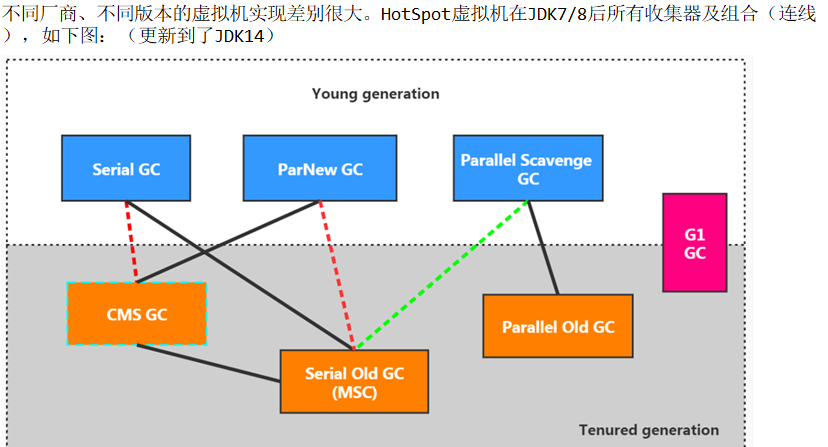 不同厂商、不同版本的虚拟机实现差别很大。HotSpot虚拟机在JDK7/8后所有收集器及组合（连线
），如下图：（更新到了JDK14）
Young generation
Serial GC
ParNew GC
Parallel Scavenge
GC
G1
GC
CMS GC
Parallel Old GC
Serial Old GC
(MSC)
Tenured generation